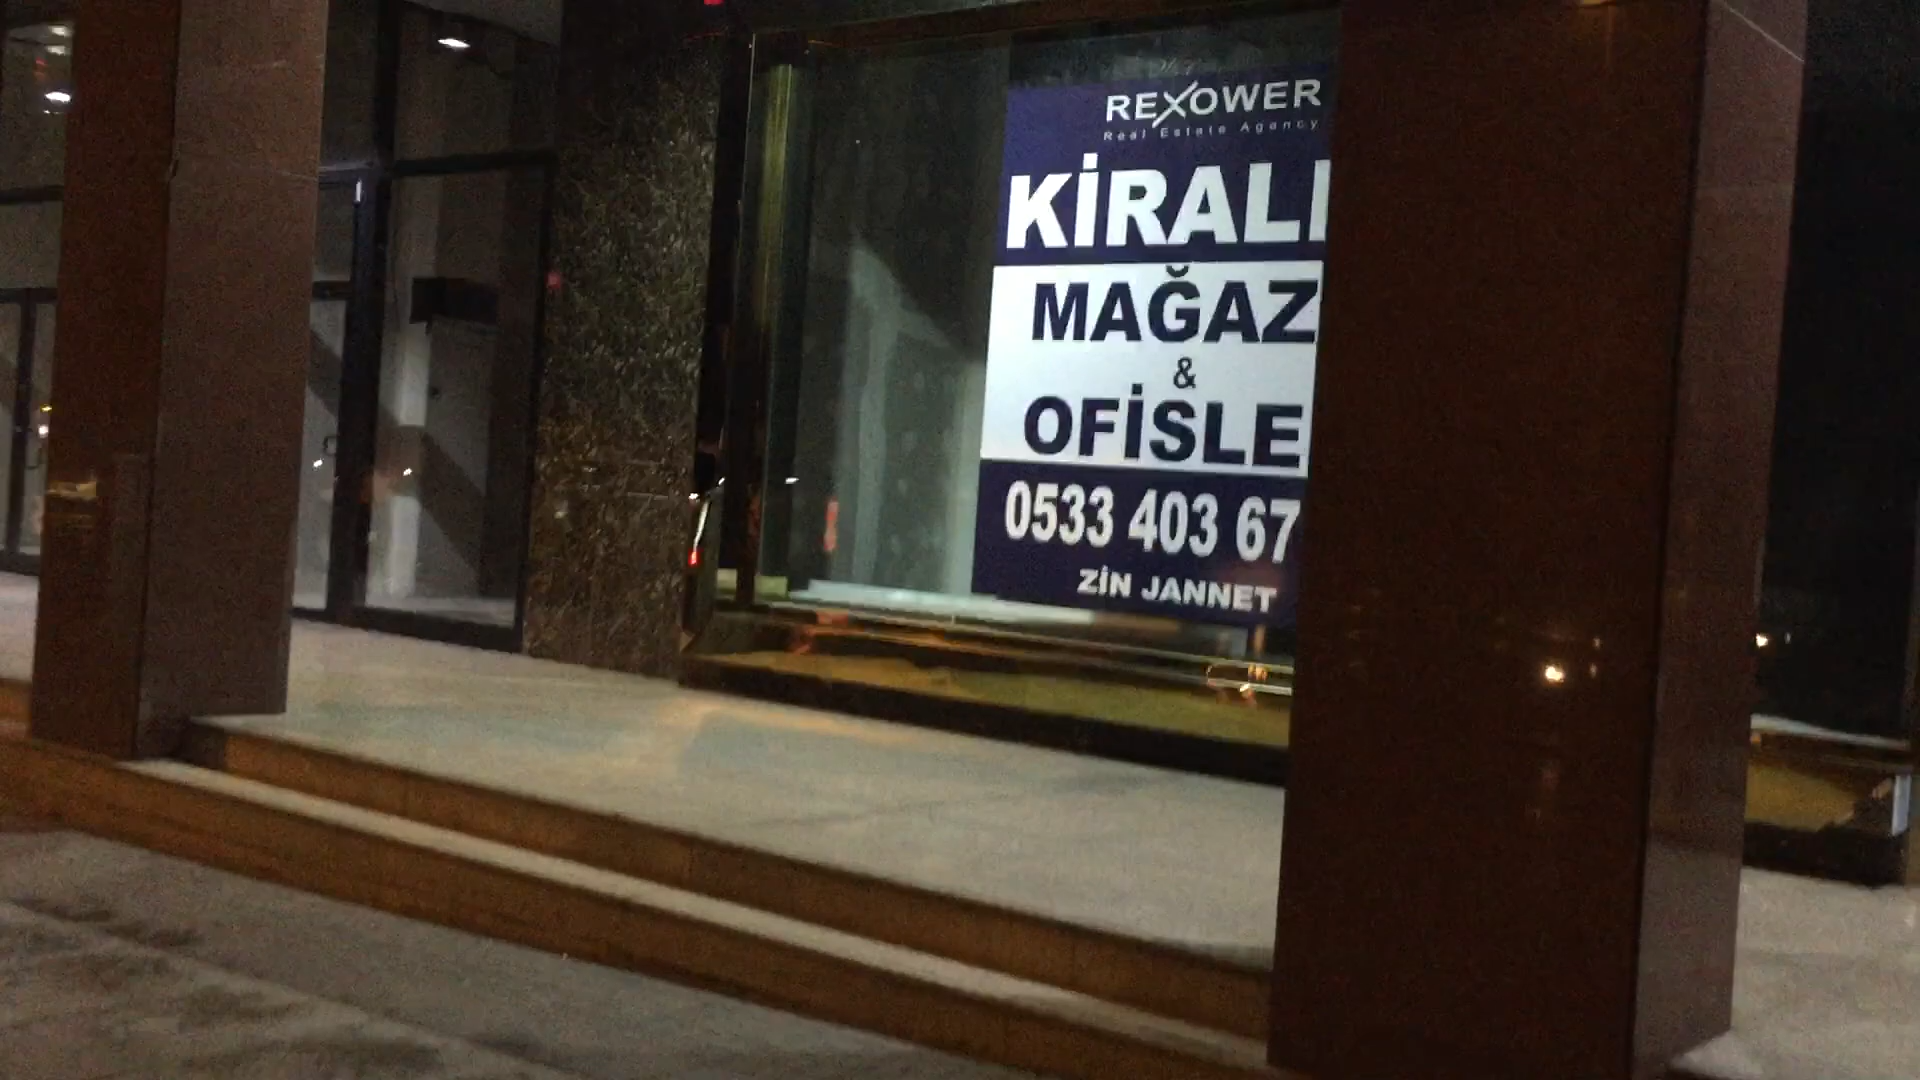 REXOWER
Real Estate Agency
KİRALI
MAĞAZ
&
OFİSLE
0533 403 67
ZİN JANNET